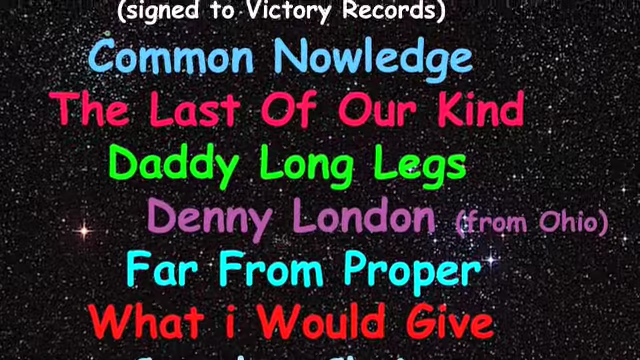 (signed to Victory Records)
Common Nowledge
The Last Of Our Kind
Daddy Long Legs
Denny London (from Ohio)
Far From Proper
What i Would Give